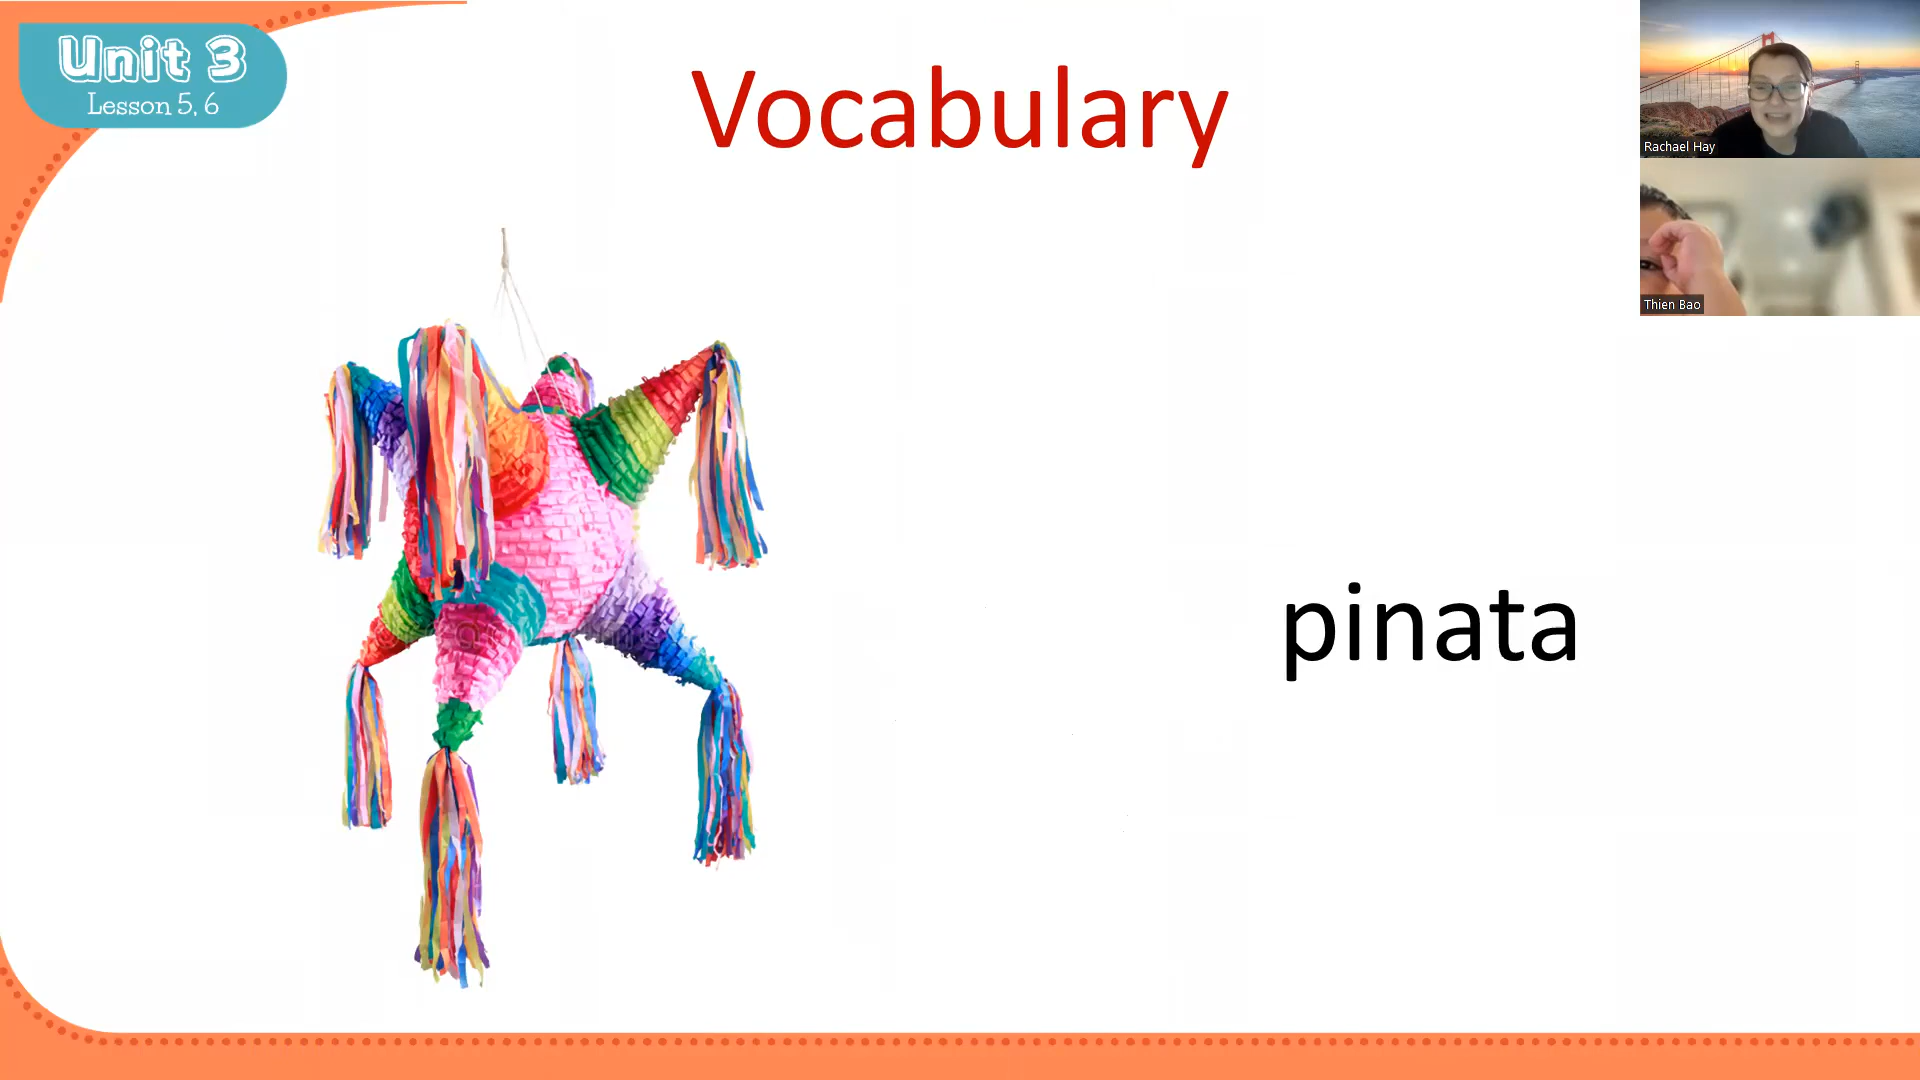 Unit 3
Lesson 5, 6
Vocabulary
Rachael Hay
Thien Bao
pinata